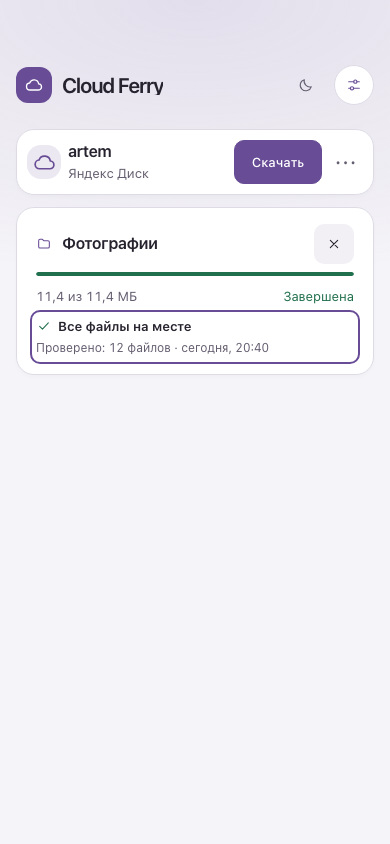 Cloud Ferry
artem
Яндекс Диск
Скачать
Фотографии
11,4 из 11,4 МБ
Завершена
Все файлы на месте
Проверено: 12 файлов · сегодня, 20:40